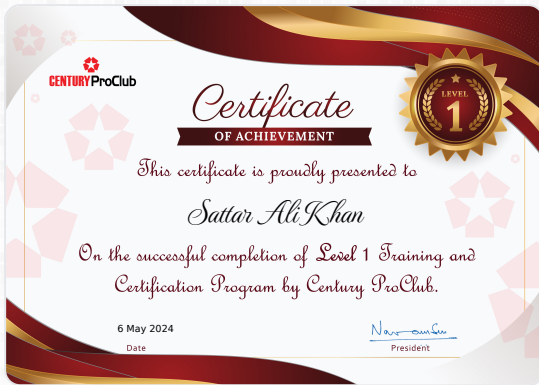 CENTURY ProClub
Certificate
OF ACHIEVEMENT
LEVEL
1
This certificate is proudly presented to
Sattar Ali Khan
On the successful completion of Level 1 Training and
Certification Program by Century ProClub.
6 May 2024
Date
President